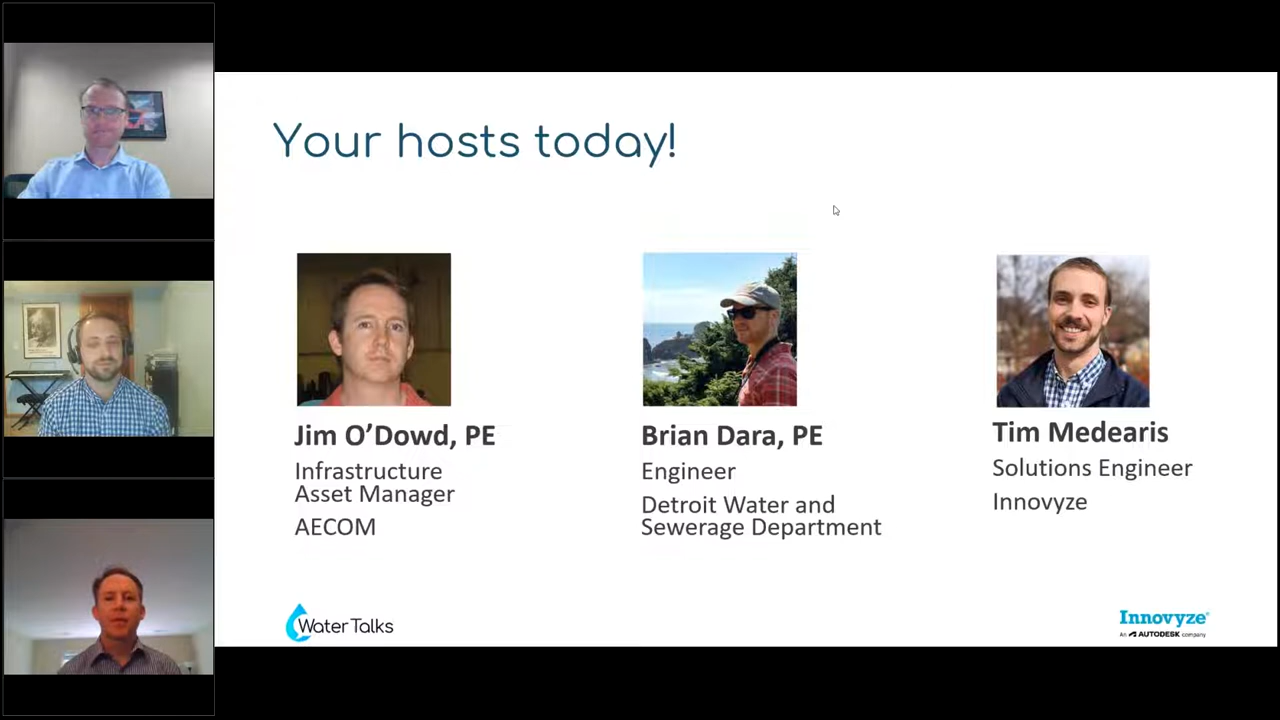 Your hosts today!
Jim O’Dowd, PE
Infrastructure
Asset Manager
AECOM
Brian Dara, PE
Engineer
Detroit Water and
Sewerage Department
Tim Medearis
Solutions Engineer
Innovyze
Water Talks
Innovyze®
An AUTODESK company